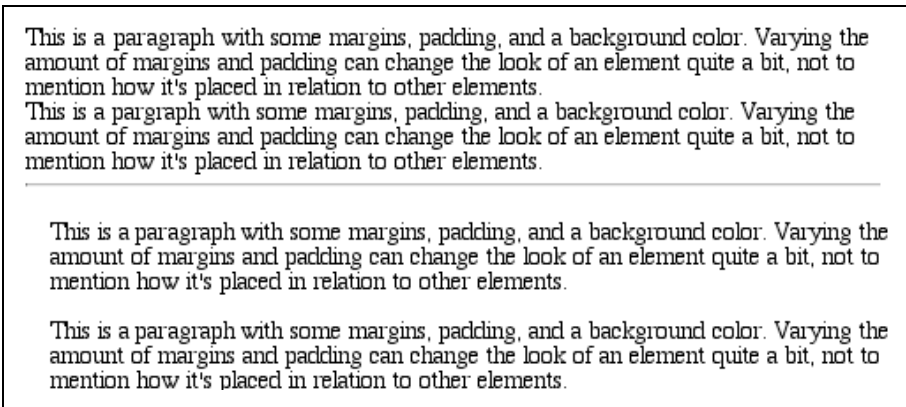 This is a paragraph with some margins, padding, and a background color. Varying the
amount of margins and padding can change the look of an element quite a bit, not to
mention how it's placed in relation to other elements.
This is a pargraph with some margins, padding, and a background color. Varying the
amount of margins and padding can change the look of an element quite a bit, not to
mention how it's placed in relation to other elements.
This is a paragraph with some margins, padding, and a background color. Varying the
amount of margins and padding can change the look of an element quite a bit, not to
mention how it's placed in relation to other elements.
This is a paragraph with some margins, padding, and a background color. Varying the
amount of margins and padding can change the look of an element quite a bit, not to
mention how it's placed in relation to other elements.